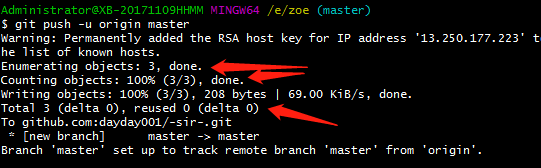 Administrator@XB-20171109HHMM MINGW64 /e/zoe (master)
$ git push -u origin master
Warning: Permanently added the RSA host key for IP address '13.250.177.223' to t
he list of known hosts.
Enumerating objects: 3, done.
Counting objects: 100% (3/3), done.
Writing objects: 100% (3/3), 208 bytes | 69.00 KiB/s, done.
Total 3 (delta 0), reused 0 (delta 0)
To github.com:dayday001/-sir-.git
 * [new branch]      master -> master
Branch 'master' set up to track remote branch 'master' from 'origin'.